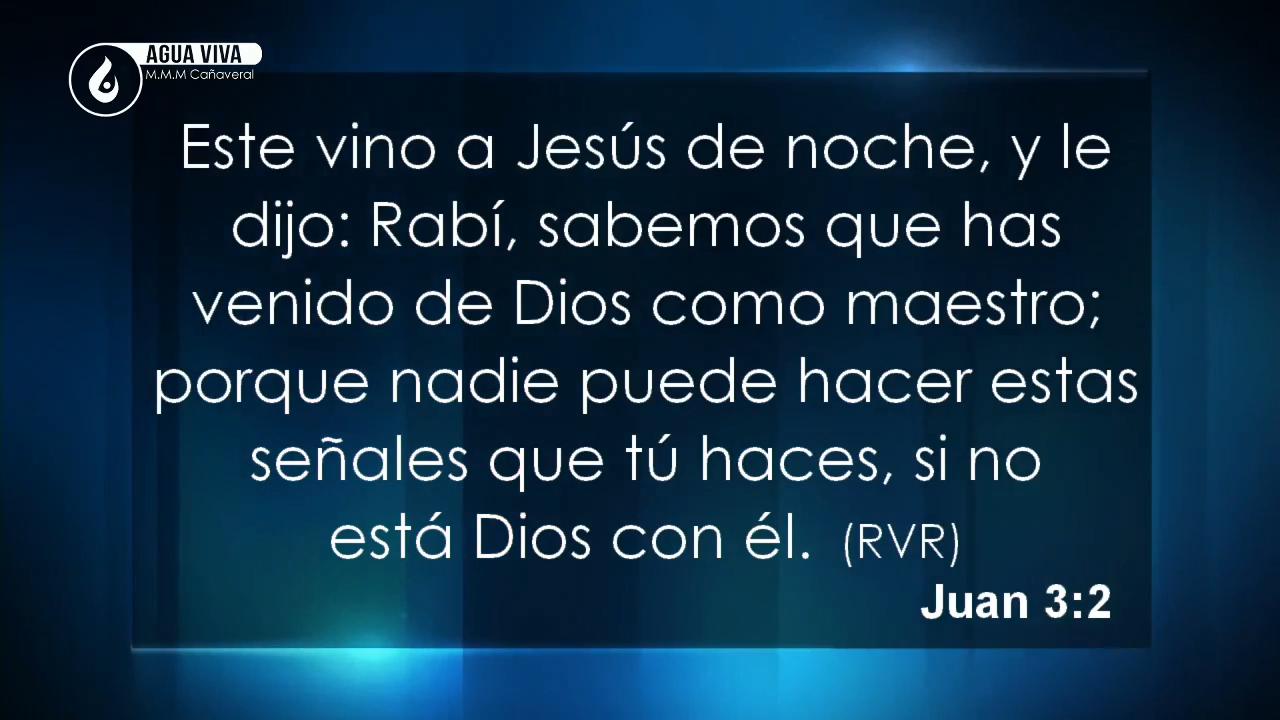 AGUA VIVA
M.M.M Cañaveral
Este vino a Jesús de noche, y le
dijo: Rabí, sabemos que has
venido de Dios como maestro;
porque nadie puede hacer estas
señales que tú haces, si no
está Dios con él. (RVR)
Juan 3:2